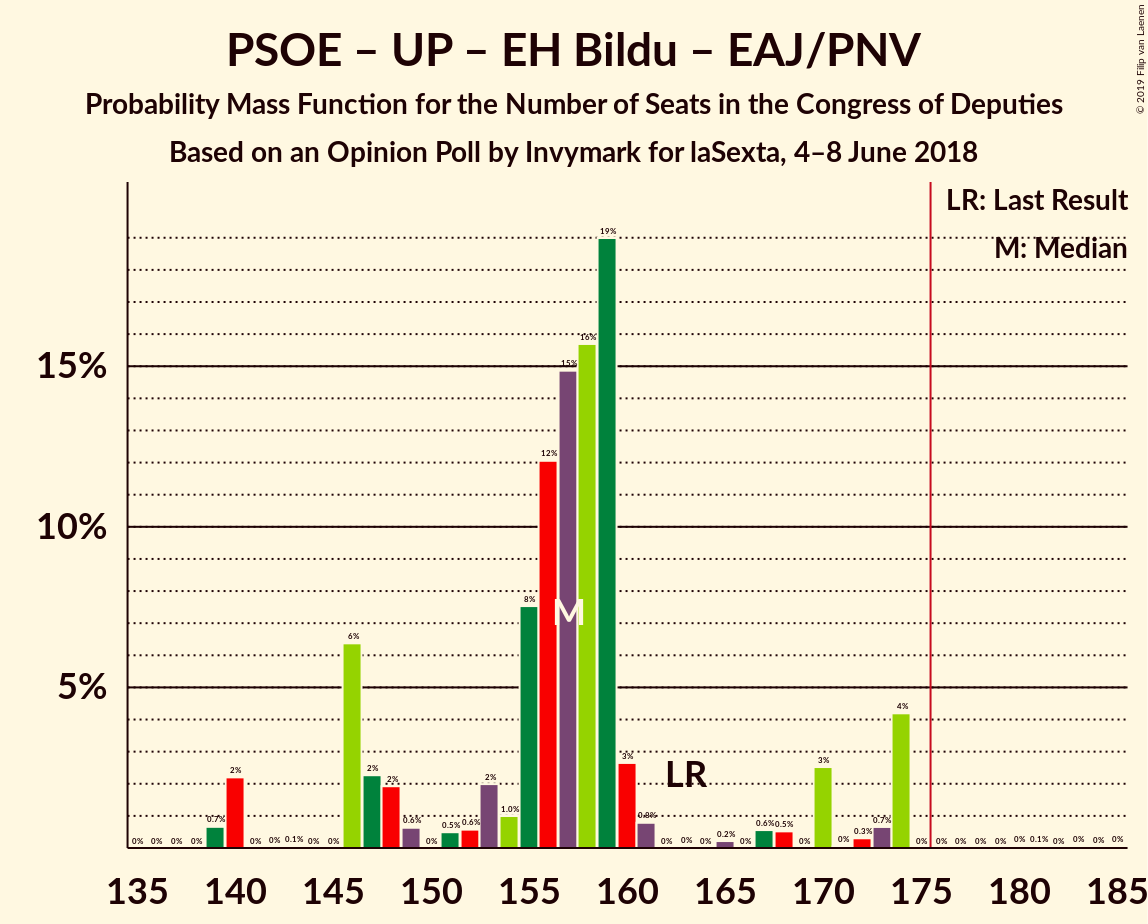 PSOE – UP – EH Bildu – EAJ/PNV
Probability Mass Function for the Number of Seats in the Congress of Deputies
Based on an Opinion Poll by Invymark for laSexta, 4–8 June 2018
© 2019 Filip van Laenen
LR: Last Result
M: Median
15%
10%
5%
0% 0% 0% 0% 0.7% 2% 0% 0% 0.1% 0% 0% 6% 2% 2% 0.6% 0% 0.5% 0.6% 2% 1.0% 8% 12% 15% 16% 19% 3% 0.8% 0% 0% 0% 0.2% 0% 0.6% 0.5% 0% 3% 0% 0.3% 0.7% 4% 0% 0% 0% 0% 0% 0% 0.1% 0% 0% 0% 0%
M
LR
135 140 145 150 155 160 165 170 175 180 185